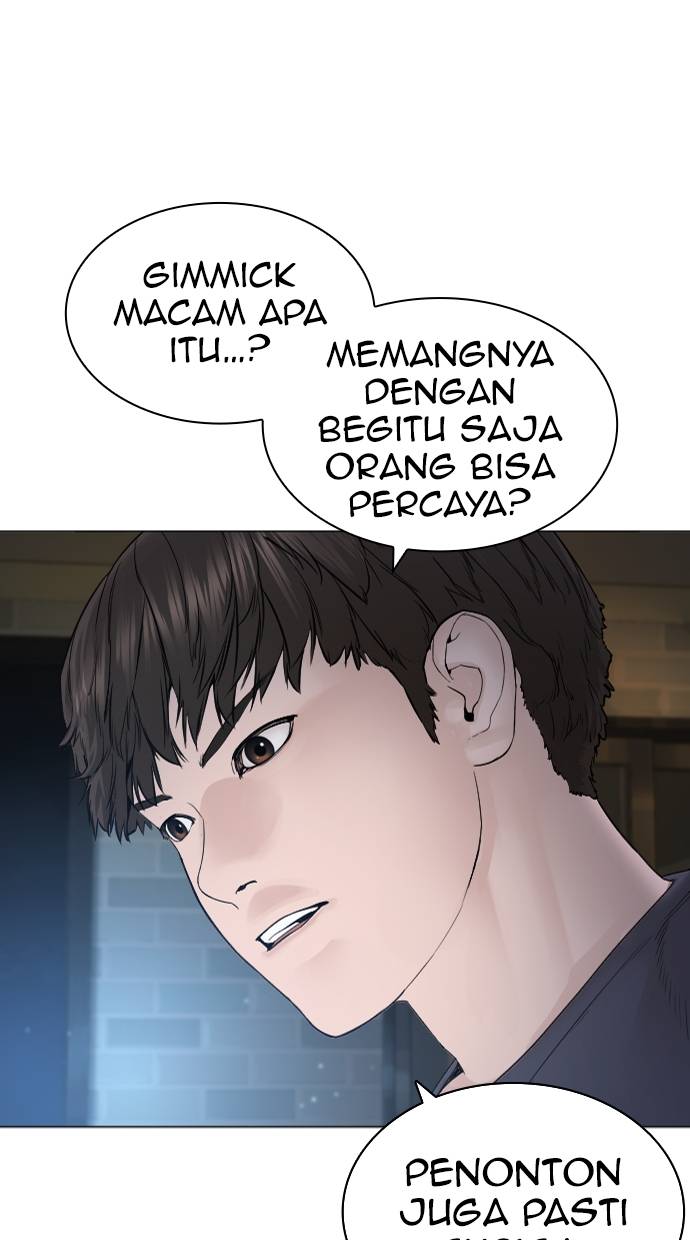 GIMMICK
MACAM APA
ITU...?
MEMANGNYA
DENGAN
BEGITU SAJA
ORANG BISA
PERCAYA?
PENONTON
JUGA PASTI